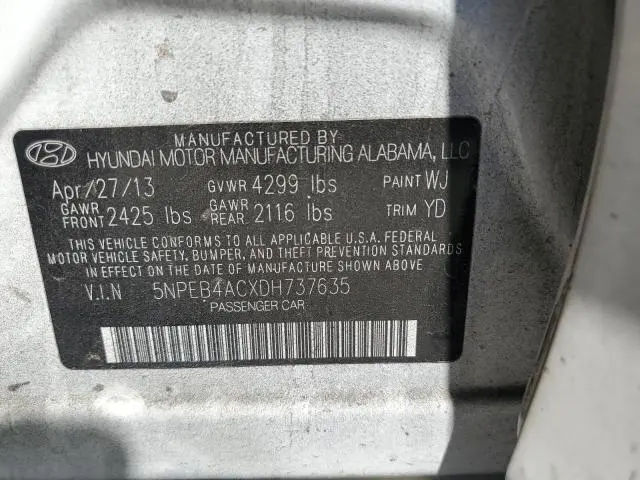 MANUFACTURED BY
HYUNDAI MOTOR MANUFACTURING ALABAMA, LLC
Apr/27/13 GVWR 4299 lbs PAINT WJ
GAWR FRONT 2425 lbs GAWR REAR 2116 lbs TRIM YD
THIS VEHICLE CONFORMS TO ALL APPLICABLE U.S.A. FEDERAL
MOTOR VEHICLE SAFETY, BUMPER, AND THEFT PREVENTION STANDARDS
IN EFFECT ON THE DATE OF MANUFACTURE SHOWN ABOVE
V.I.N 5NPEB4ACXDH737635
PASSENGER CAR